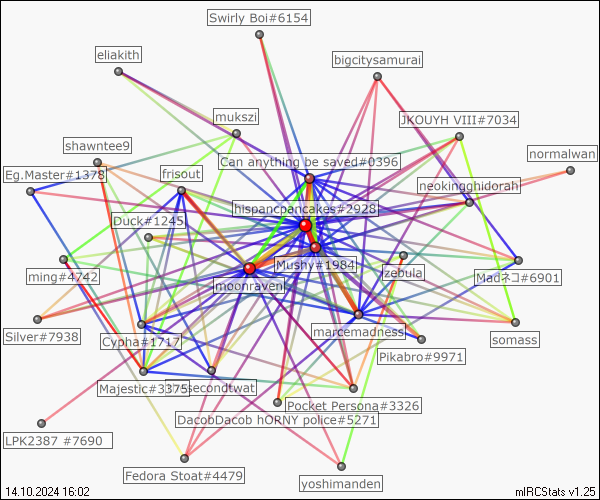 Swirly Boi#6154
eliakith
bigcitysamurai
mukszi
JKOUYH VIII#7034
shawntee9
Can anything be saved#0396
normalwan
Eg.Master#1378
frisout
neokingghidorah
hispancpancakes#2928
Duck#1245
Mushy#1984
ming#4742
moonraven
zebula
Madネコ#6901
marcemadness
Silver#7938
Cypha#1717
somass
Pikabro#9971
Majestic#3375
secondtwat
Pocket Persona#3326
DacobDacob hORNY police#5271
LPK2387 #7690
Fedora Stoat#4479
yoshimanden
14.10.2024 16:02
mIRCStats v1.25